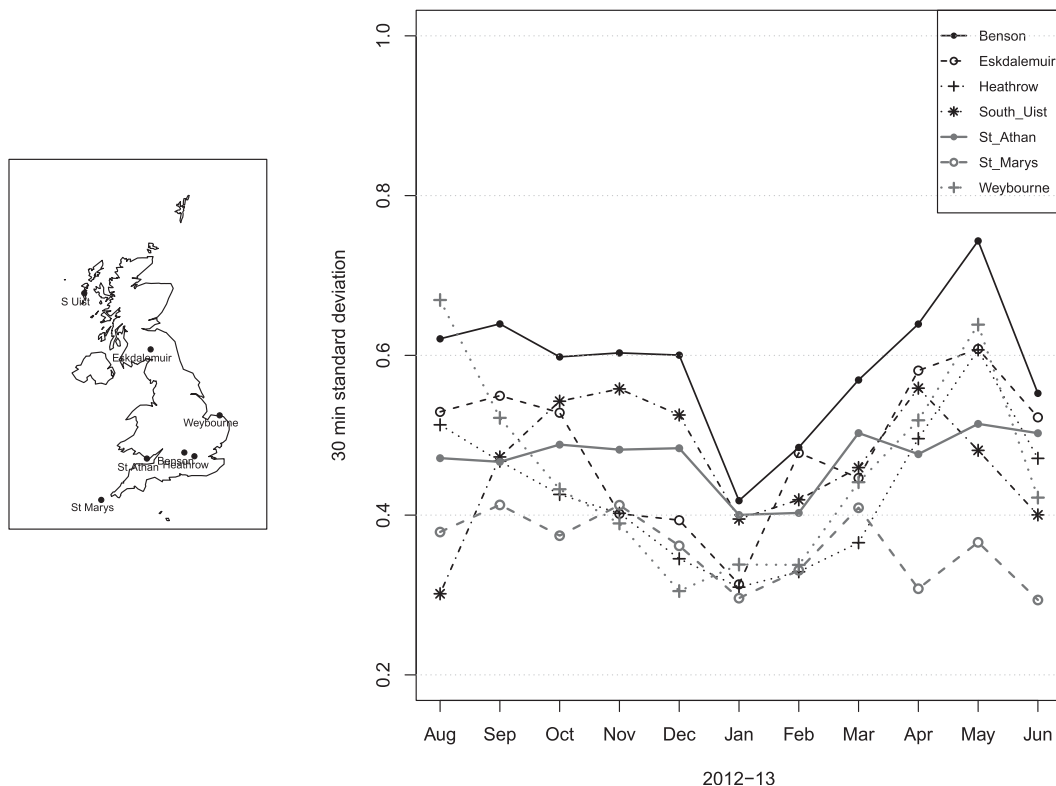 S Uist
Eskdalemuir
Weybourne
Benson
St Athan
Heathrow
St Marys
30 min standard deviation
1.0
0.8
0.6
0.4
0.2
Benson
Eskdalemuir
Heathrow
South_Uist
St_Athan
St_Marys
Weybourne
Aug Sep Oct Nov Dec Jan Feb Mar Apr May Jun
2012−13